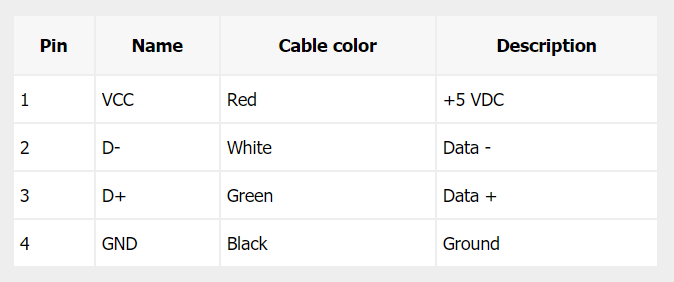 Pin Name Cable color Description
1 VCC Red +5 VDC
2 D- White Data -
3 D+ Green Data +
4 GND Black Ground